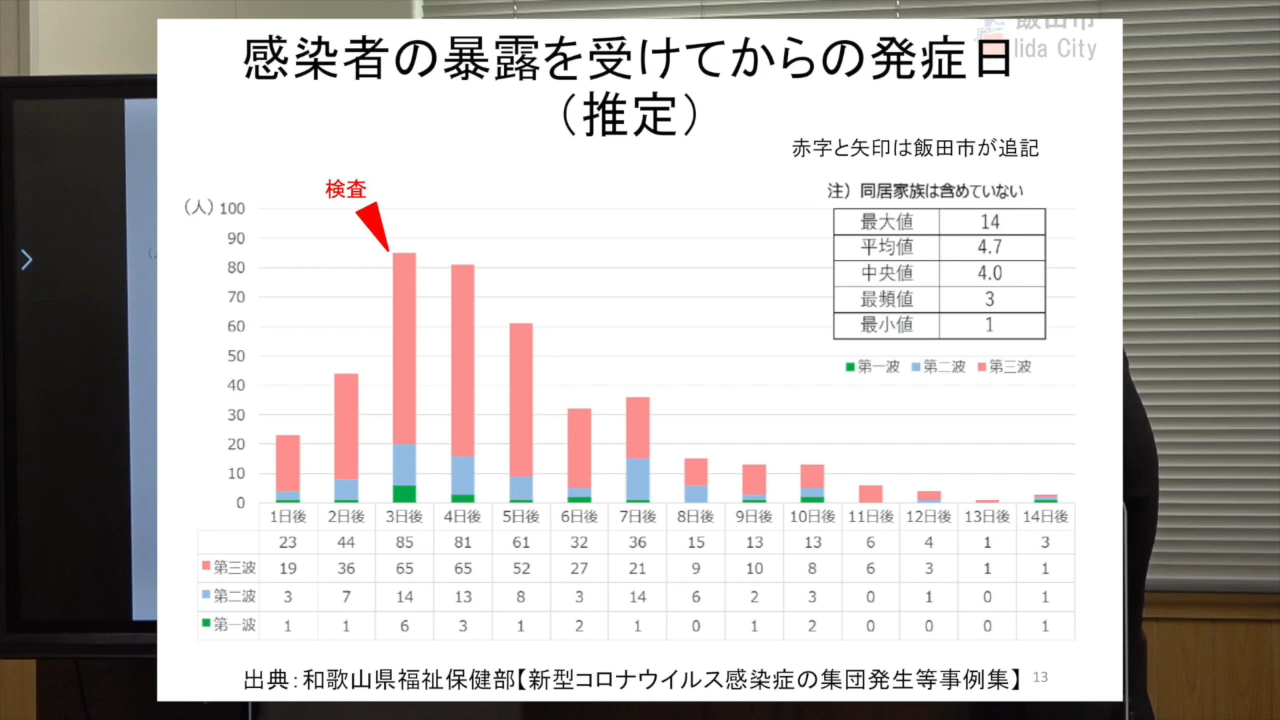 飯田市
Iida City
感染者の暴露を受けてからの発症日
（推定）
赤字と矢印は飯田市が追記
検査
注）同居家族は含めていない
最大値 14
平均値 4.7
中央値 4.0
最頻値 3
最小値 1
（人）
100
90
80
70
60
50
40
30
20
10
0
第一波 第二波 第三波
1日後 2日後 3日後 4日後 5日後 6日後 7日後 8日後 9日後 10日後 11日後 12日後 13日後 14日後
23 44 85 81 61 32 36 15 13 13 6 4 1 3
第三波 19 36 65 65 52 27 21 9 10 8 6 3 1 1
第二波 3 7 14 13 8 3 14 6 2 3 0 1 0 1
第一波 1 1 6 3 1 2 1 0 1 2 0 0 0 1
出典：和歌山県福祉保健部【新型コロナウイルス感染症の集団発生等事例集】
13